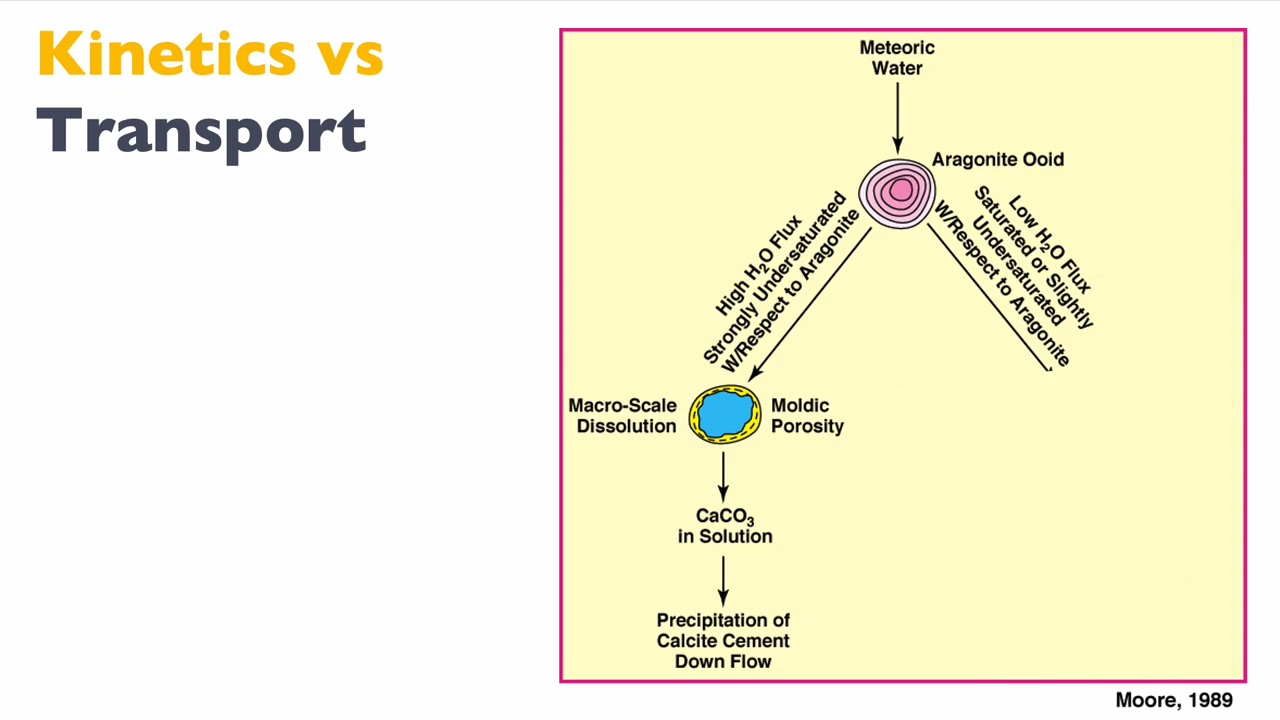 Kinetics vs
Transport
Meteoric
Water
Aragonite Ooid
High H₂O Flux
Strongly Undersaturated
W/Respect to Aragonite
Low H₂O Flux
Saturated or Slightly
Undersaturated
W/Respect to Aragonite
Macro-Scale
Dissolution
Moldic
Porosity
CaCO₃
in Solution
Precipitation of
Calcite Cement
Down Flow
Moore, 1989